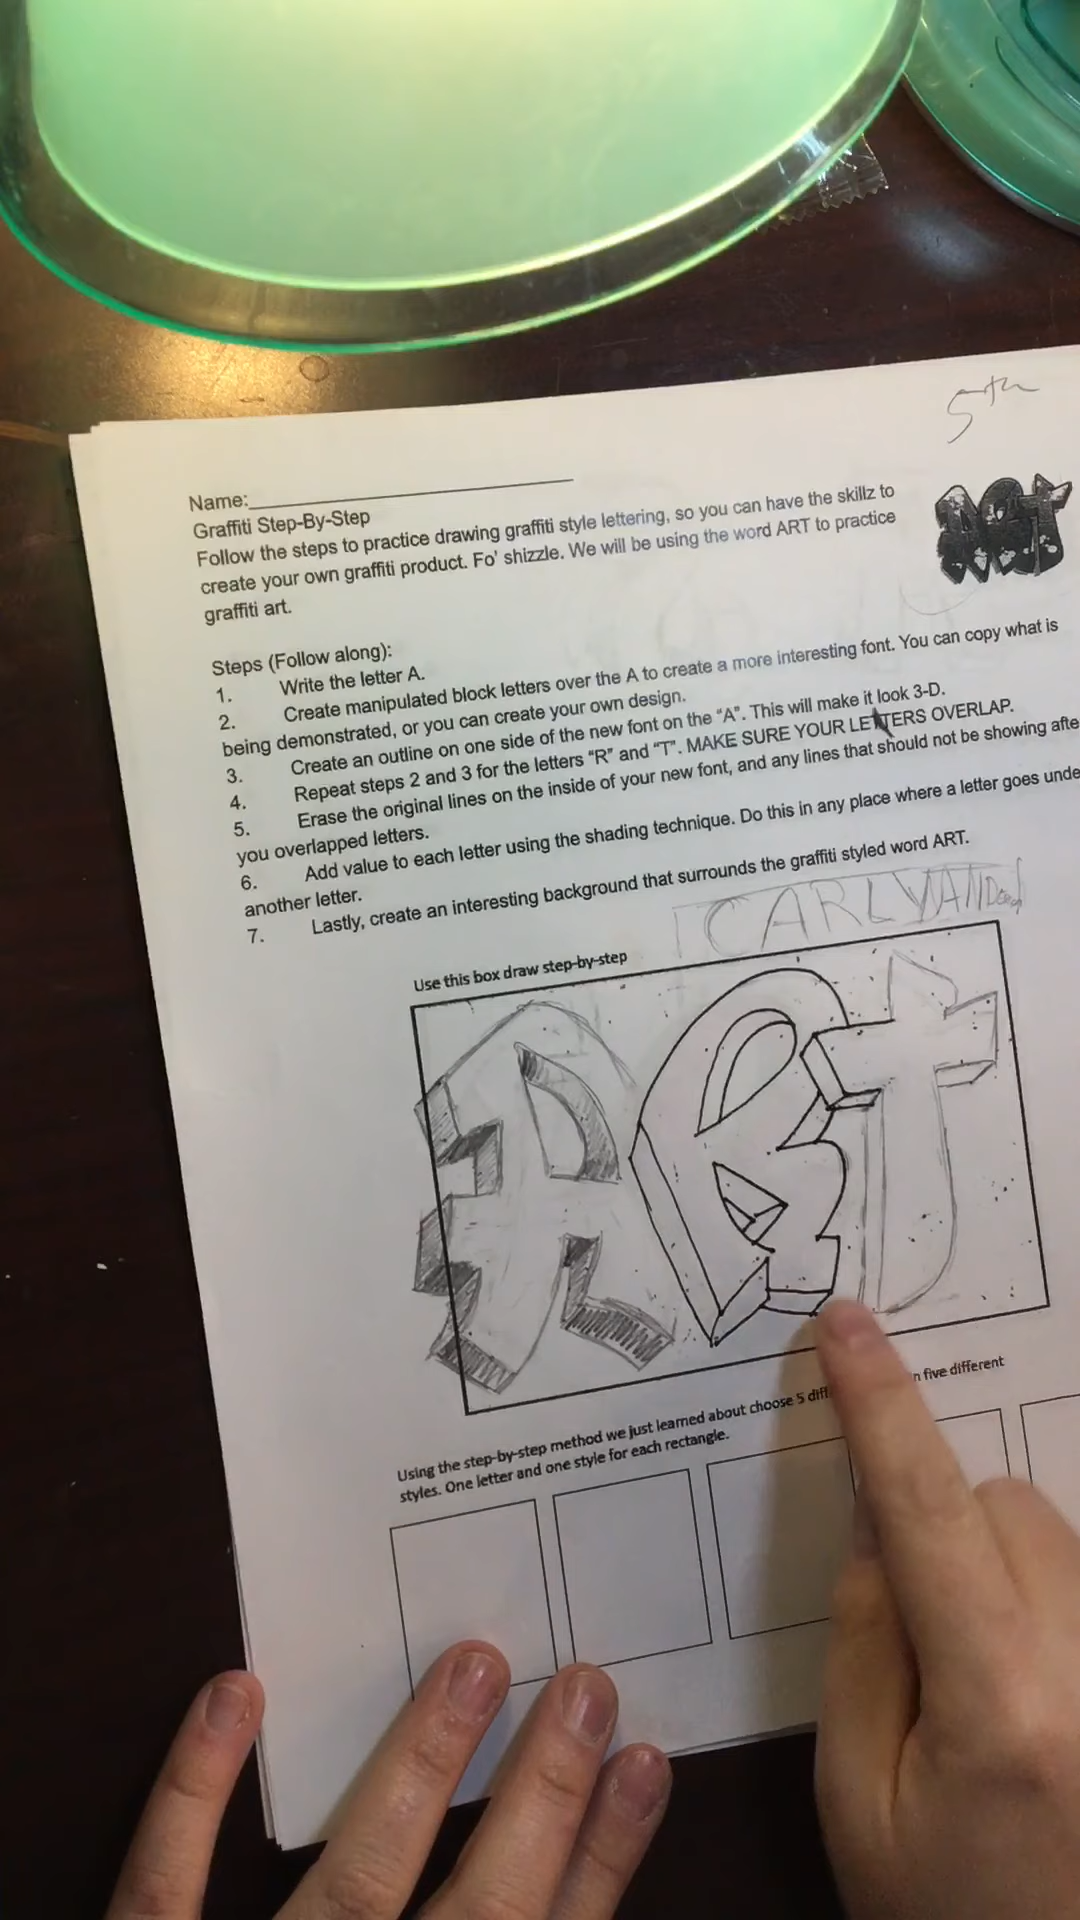 5th
Name:
Graffiti Step-By-Step
Follow the steps to practice drawing graffiti style lettering, so you can have the skillz to
create your own graffiti product. Fo' shizzle. We will be using the word ART to practice
graffiti art.
ART
Steps (Follow along):
1. Write the letter A.
2. Create manipulated block letters over the A to create a more interesting font. You can copy what is
being demonstrated, or you can create your own design.
3. Create an outline on one side of the new font on the “A”. This will make it look 3-D.
4. Repeat steps 2 and 3 for the letters “R” and “T”. MAKE SURE YOUR LETTERS OVERLAP.
5. Erase the original lines on the inside of your new font, and any lines that should not be showing afte
you overlapped letters.
6. Add value to each letter using the shading technique. Do this in any place where a letter goes unde
another letter.
7. Lastly, create an interesting background that surrounds the graffiti styled word ART.
CARLY
Use this box draw step-by-step
ART
Using the step-by-step method we just learned about choose 5 diff n five different
styles. One letter and one style for each rectangle.